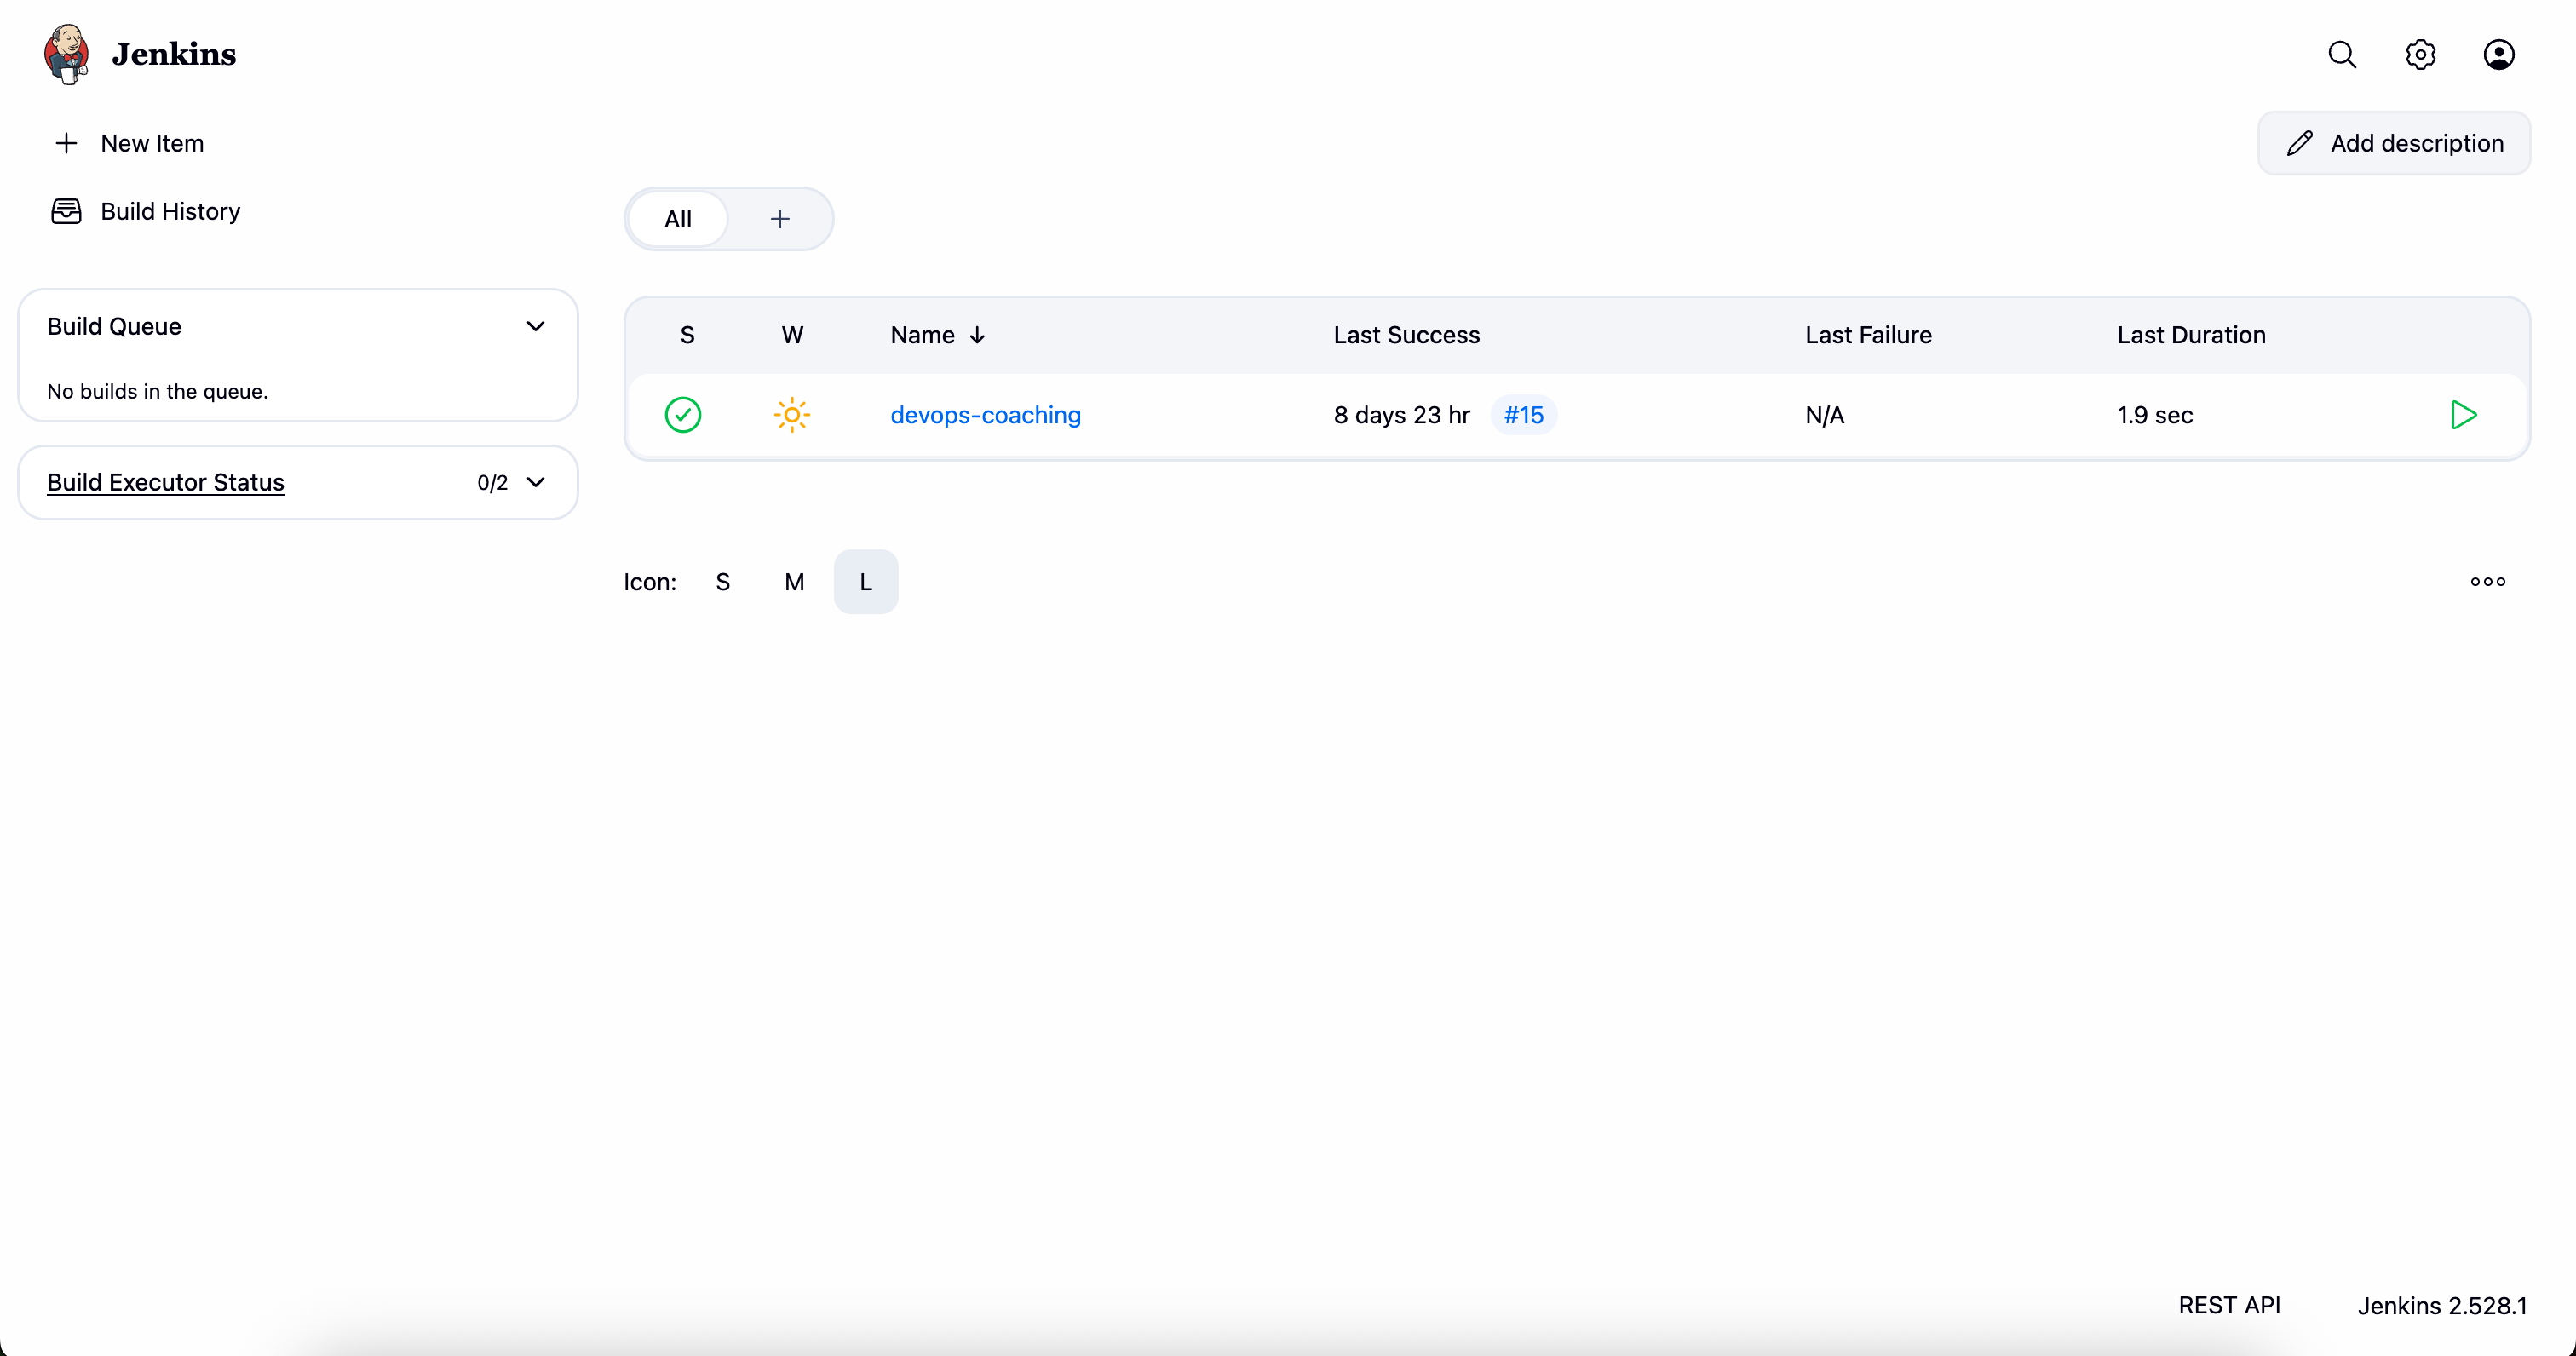 Jenkins
New Item
Add description
Build History
All
Build Queue
No builds in the queue.
Build Executor Status 0/2
S W Name Last Success Last Failure Last Duration
devops-coaching 8 days 23 hr #15 N/A 1.9 sec
Icon: S M L
REST API Jenkins 2.528.1